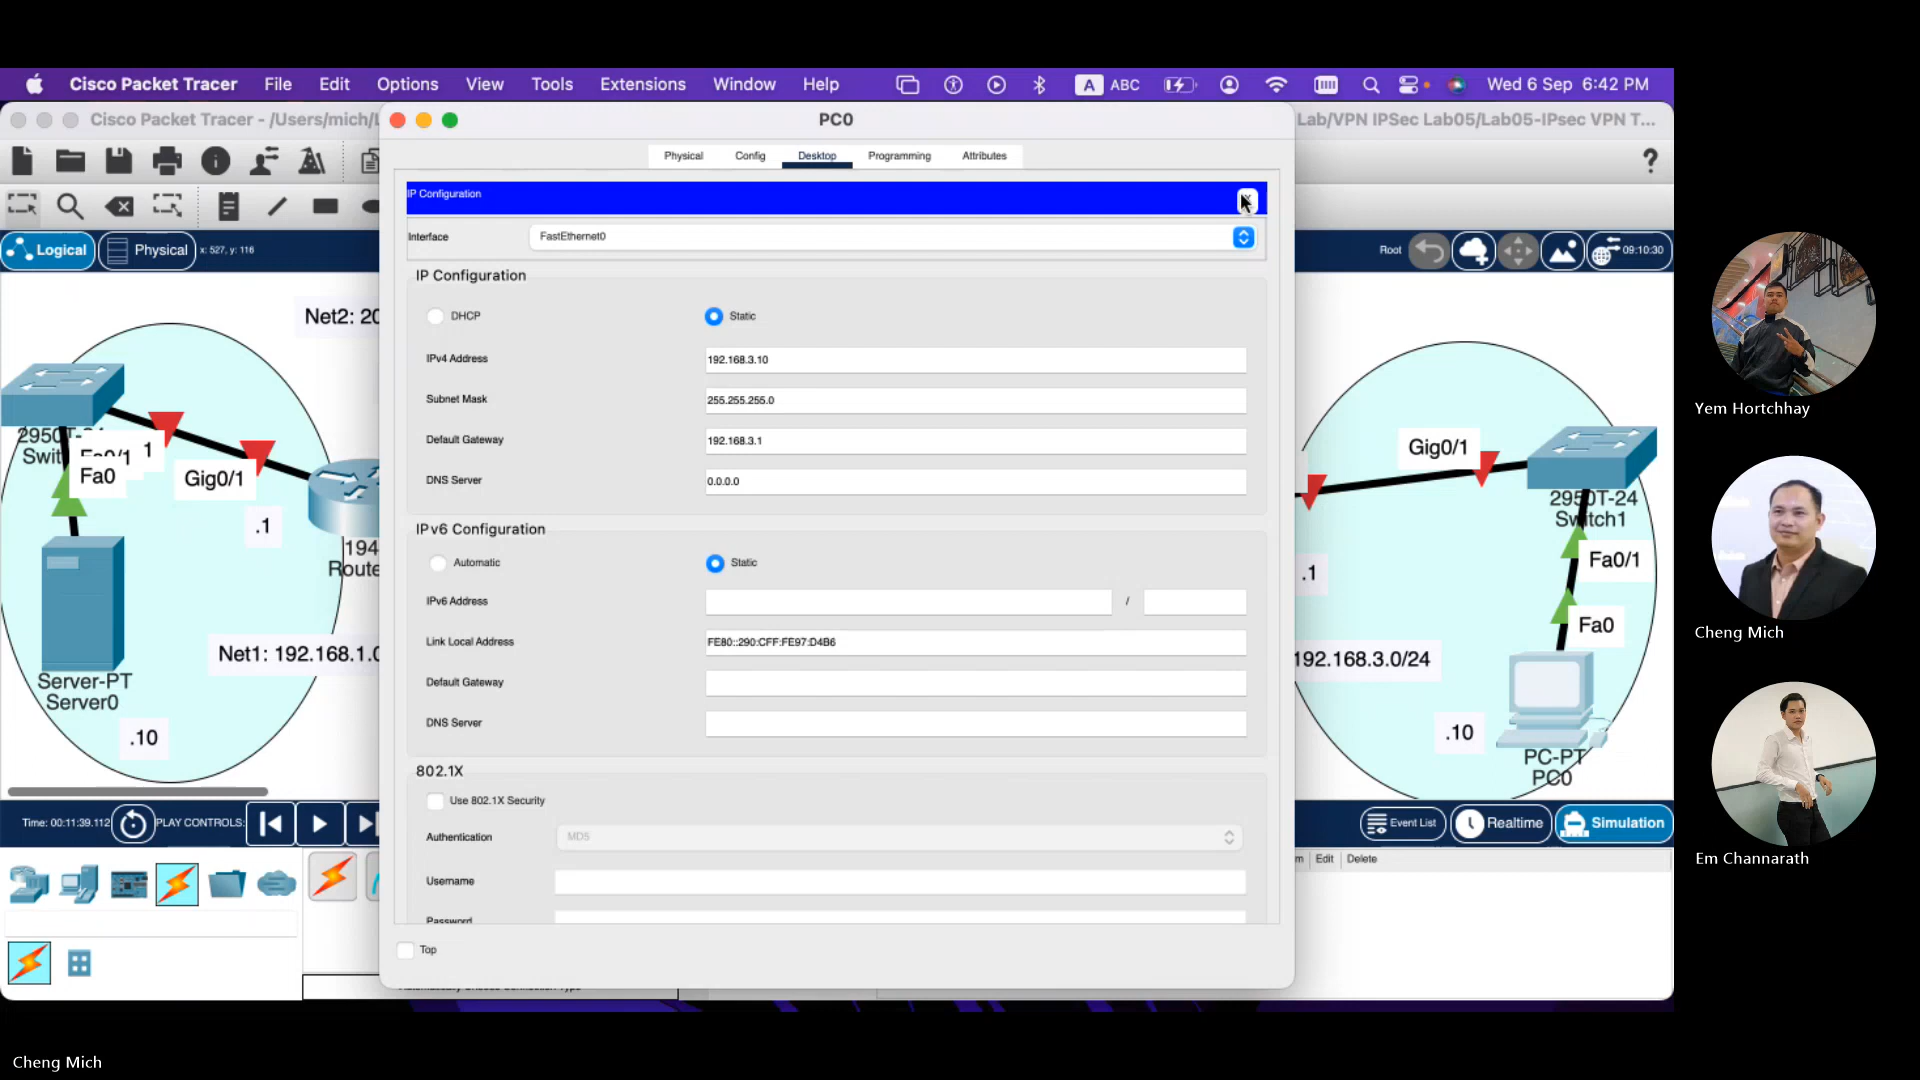 Cisco Packet Tracer File Edit Options View Tools Extensions Window Help A ABC Wed 6 Sep 6:42 PM
Cisco Packet Tracer - /Users/mich/L
PC0
Lab/VPN IPSec Lab05/Lab05-IPsec VPN T...
Physical Config Desktop Programming Attributes
IP Configuration
Interface FastEthernet0
IP Configuration
DHCP Static
IPv4 Address 192.168.3.10
Subnet Mask 255.255.255.0
Default Gateway 192.168.3.1
DNS Server 0.0.0.0
IPv6 Configuration
Automatic Static
IPv6 Address /
Link Local Address FE80::290:CFF:FE97:D4B6
Default Gateway
DNS Server
802.1X
Use 802.1X Security
Authentication MD5
Username
Password
Top
Logical Physical x: 527, y: 116
Root 09:10:30
Net2: 20
Fa0
1
Gig0/1
.1
194
Route
Net1: 192.168.1.0
Server-PT
Server0
.10
Gig0/1
2950T-24
Switch1
Fa0/1
.1
Fa0
192.168.3.0/24
.10
PC-PT
PC0
Time: 00:11:39.112 PLAY CONTROLS:
Event List Realtime Simulation
Edit Delete
Yem Hortchhay
Cheng Mich
Em Channarath
Cheng Mich